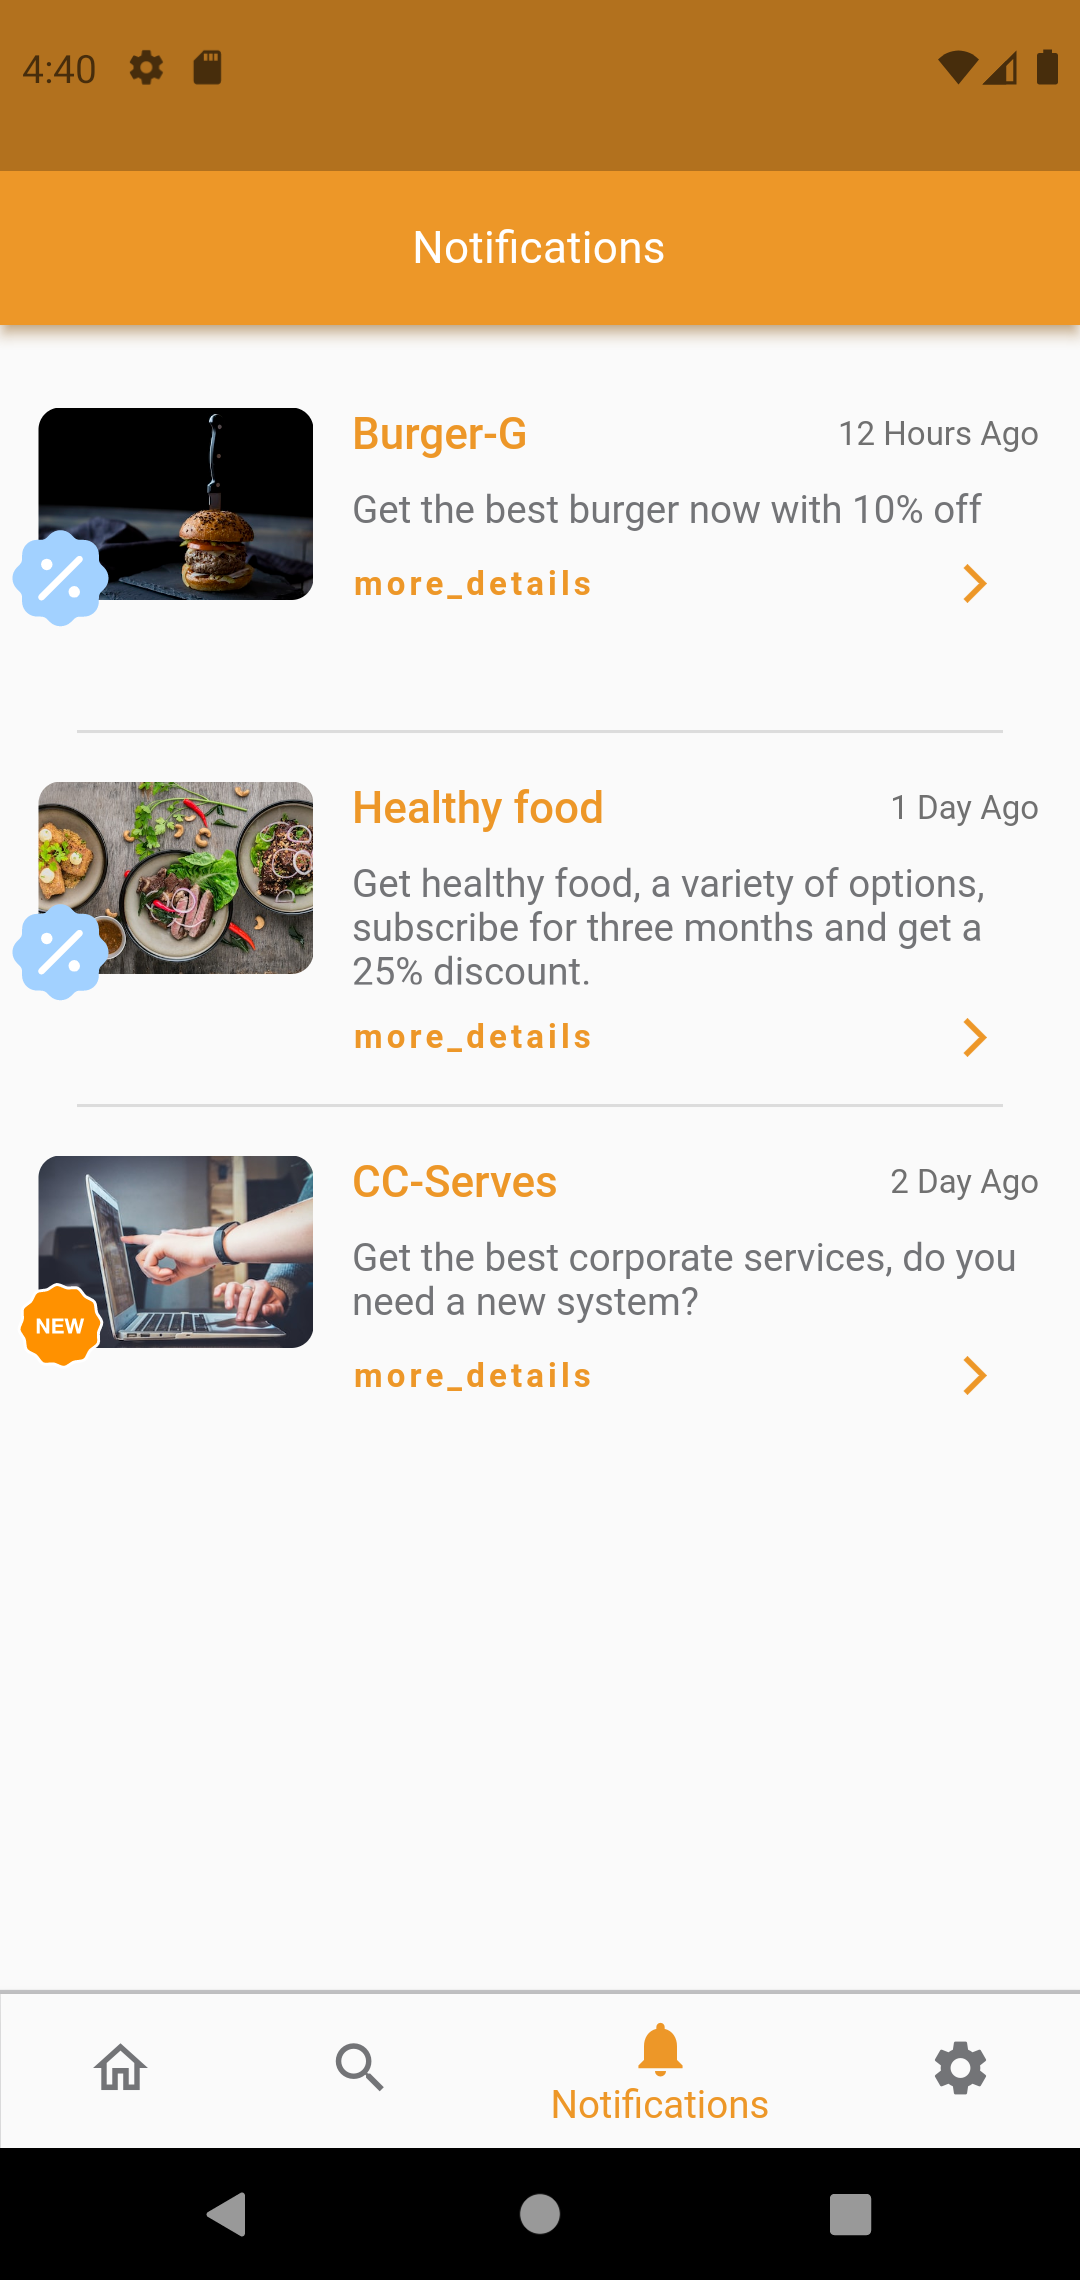 4:40
Notifications
Burger-G
12 Hours Ago
Get the best burger now with 10% off
more_details
Healthy food
1 Day Ago
Get healthy food, a variety of options,
subscribe for three months and get a
25% discount.
more_details
CC-Serves
2 Day Ago
Get the best corporate services, do you
need a new system?
NEW
more_details
Notifications